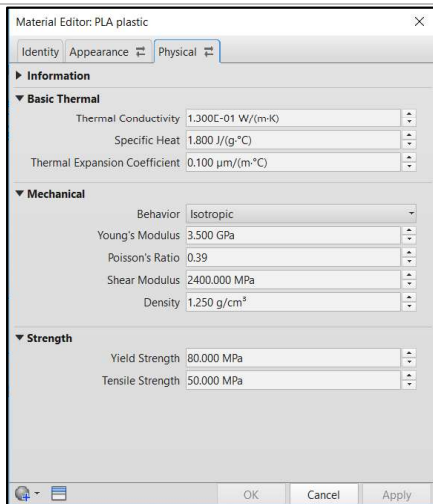 Material Editor: PLA plastic
Identity Appearance Physical
Information
Basic Thermal
Thermal Conductivity 1.300E-01 W/(m·K)
Specific Heat 1.800 J/(g·°C)
Thermal Expansion Coefficient 0.100 µm/(m·°C)
Mechanical
Behavior Isotropic
Young's Modulus 3.500 GPa
Poisson's Ratio 0.39
Shear Modulus 2400.000 MPa
Density 1.250 g/cm³
Strength
Yield Strength 80.000 MPa
Tensile Strength 50.000 MPa
OK Cancel Apply